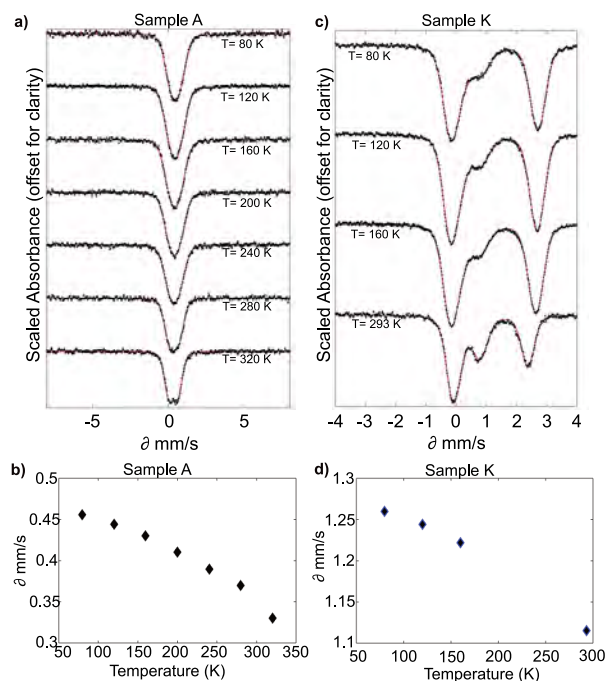 a)
Sample A
T= 80 K
T= 120 K
T= 160 K
T= 200 K
T= 240 K
T= 280 K
T= 320 K
Scaled Absorbance (offset for clarity)
-5 0 5
∂ mm/s
c)
Sample K
T= 80 K
T= 120 K
T= 160 K
T= 293 K
Scaled Absorbance (offset for clarity)
-4 -3 -2 -1 0 1 2 3 4
∂ mm/s
b)
Sample A
0.5
0.45
0.4
0.35
0.3
∂ mm/s
50 100 150 200 250 300 350
Temperature (K)
d)
Sample K
1.3
1.25
1.2
1.15
1.1
∂ mm/s
50 100 150 200 250 300
Temperature (K)